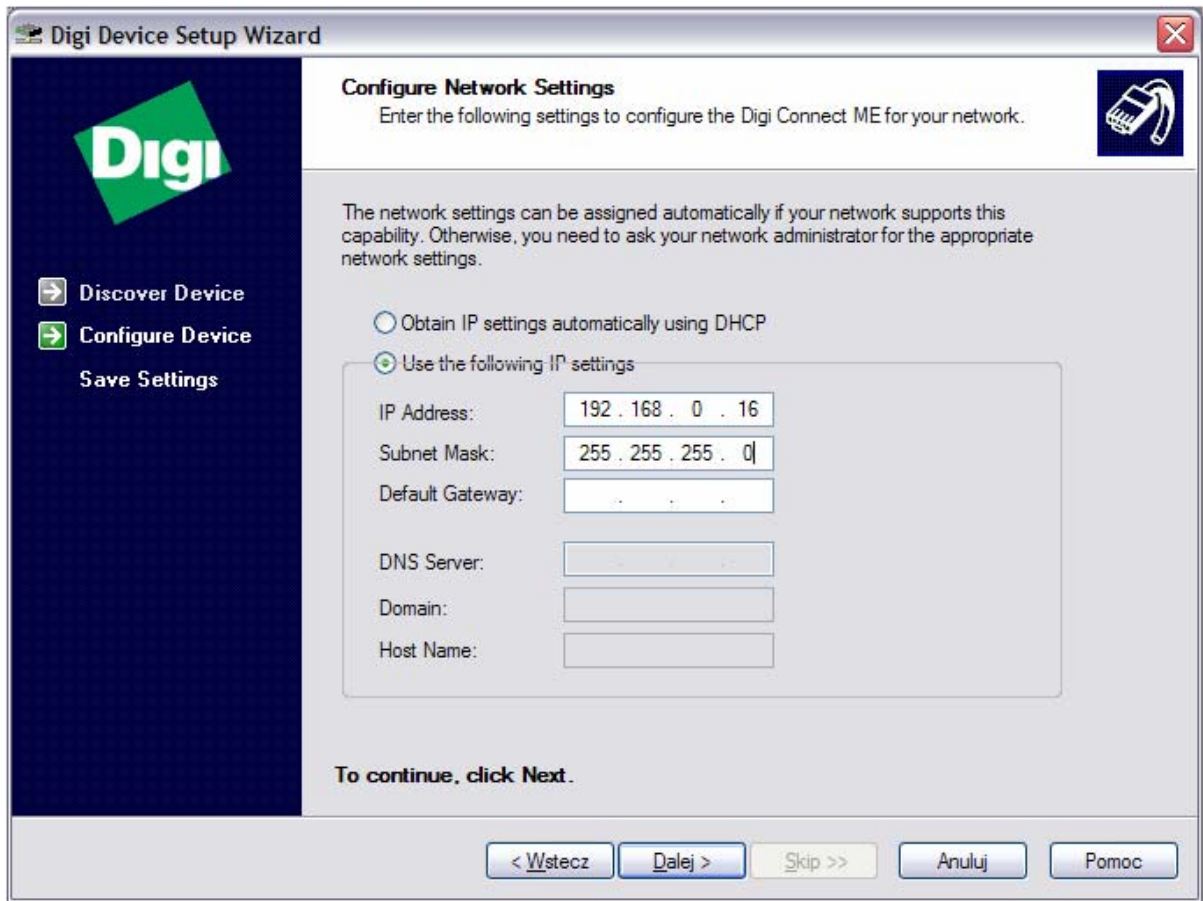 Digi Device Setup Wizard
Configure Network Settings
Enter the following settings to configure the Digi Connect ME for your network.
Digi
Discover Device
Configure Device
Save Settings
The network settings can be assigned automatically if your network supports this
capability. Otherwise, you need to ask your network administrator for the appropriate
network settings.
Obtain IP settings automatically using DHCP
Use the following IP settings
IP Address: 192 . 168 . 0 . 16
Subnet Mask: 255 . 255 . 255 . 0
Default Gateway: . . .
DNS Server: . . .
Domain:
Host Name:
To continue, click Next.
< Wstecz Dalej > Skip >> Anuluj Pomoc